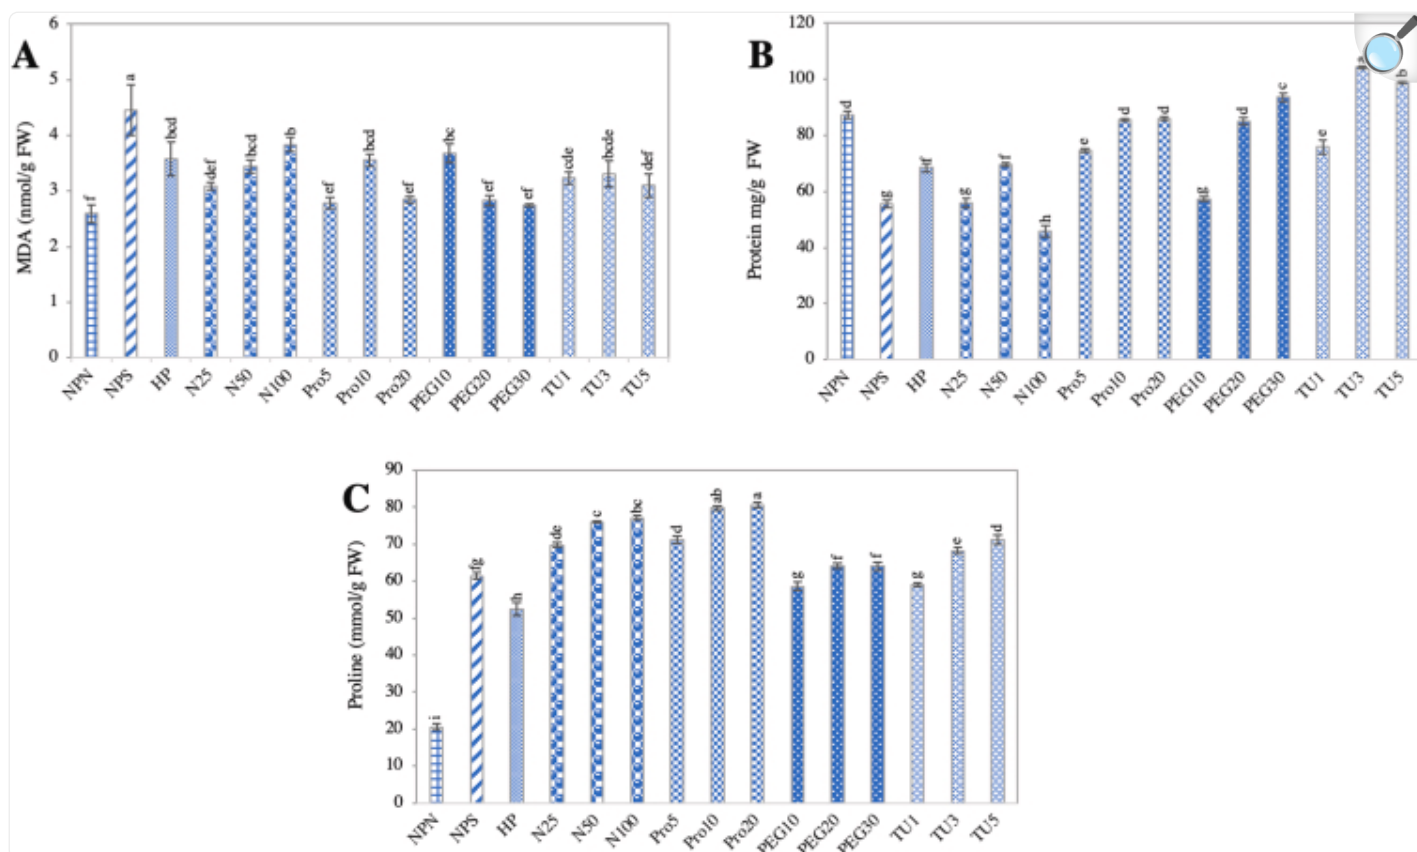 A
MDA (nmol/g FW)
6
5
4
3
2
1
0
f
a
bcd
def
bcd
b
ef
bcd
ef
bc
ef
ef
cde
bcde
def
NPN
NPS
HP
N25
N50
N100
Pro5
Pro10
Pro20
PEG10
PEG20
PEG30
TU1
TU3
TU5
B
Protein mg/g FW
120
100
80
60
40
20
0
d
g
f
g
f
h
e
d
d
g
d
c
e
a
b
NPN
NPS
HP
N25
N50
N100
Pro5
Pro10
Pro20
PEG10
PEG20
PEG30
TU1
TU3
TU5
C
Proline (mmol/g FW)
90
80
70
60
50
40
30
20
10
0
i
fg
h
de
c
bc
d
ab
a
g
f
f
g
e
d
NPN
NPS
HP
N25
N50
N100
Pro5
Pro10
Pro20
PEG10
PEG20
PEG30
TU1
TU3
TU5